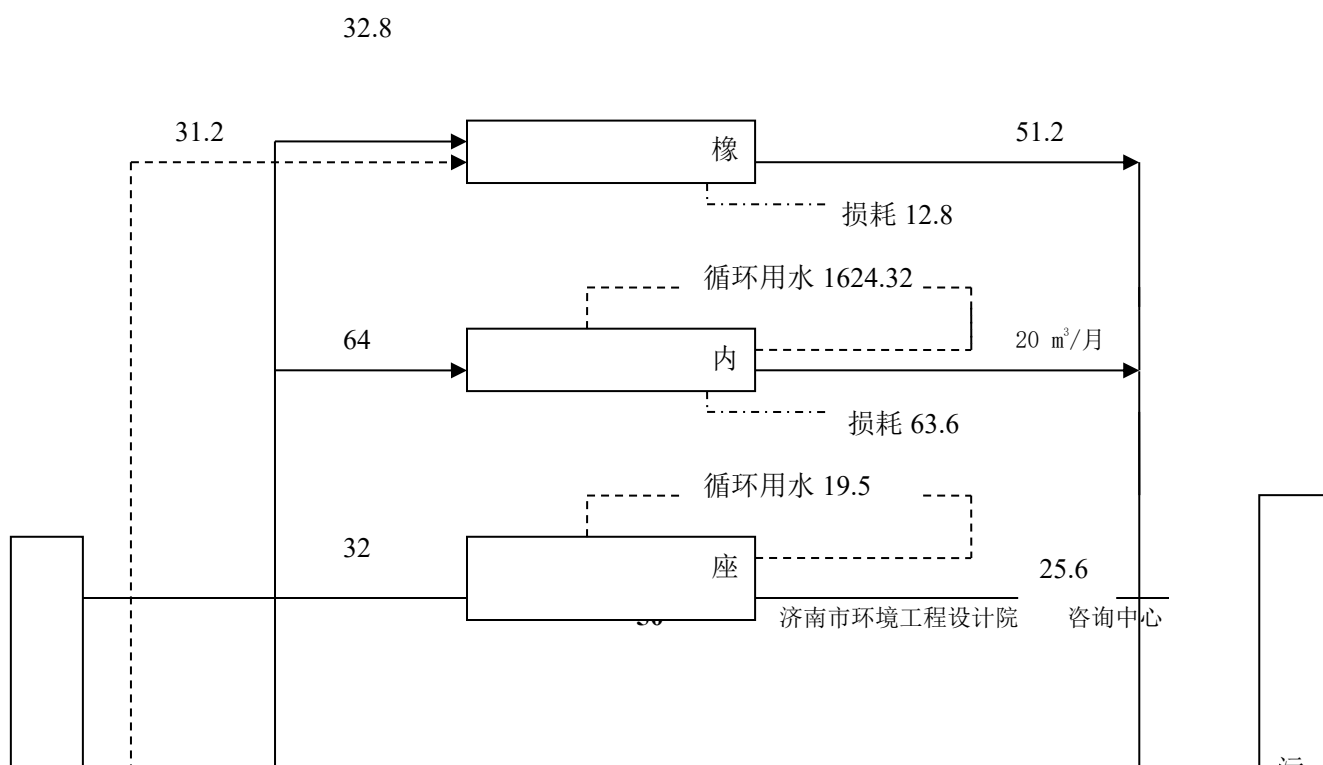 32.8
31.2
橡
51.2
损耗 12.8
循环用水 1624.32
64
内
20 m³/月
损耗 63.6
循环用水 19.5
32
座
25.6
济南市环境工程设计院 咨询中心